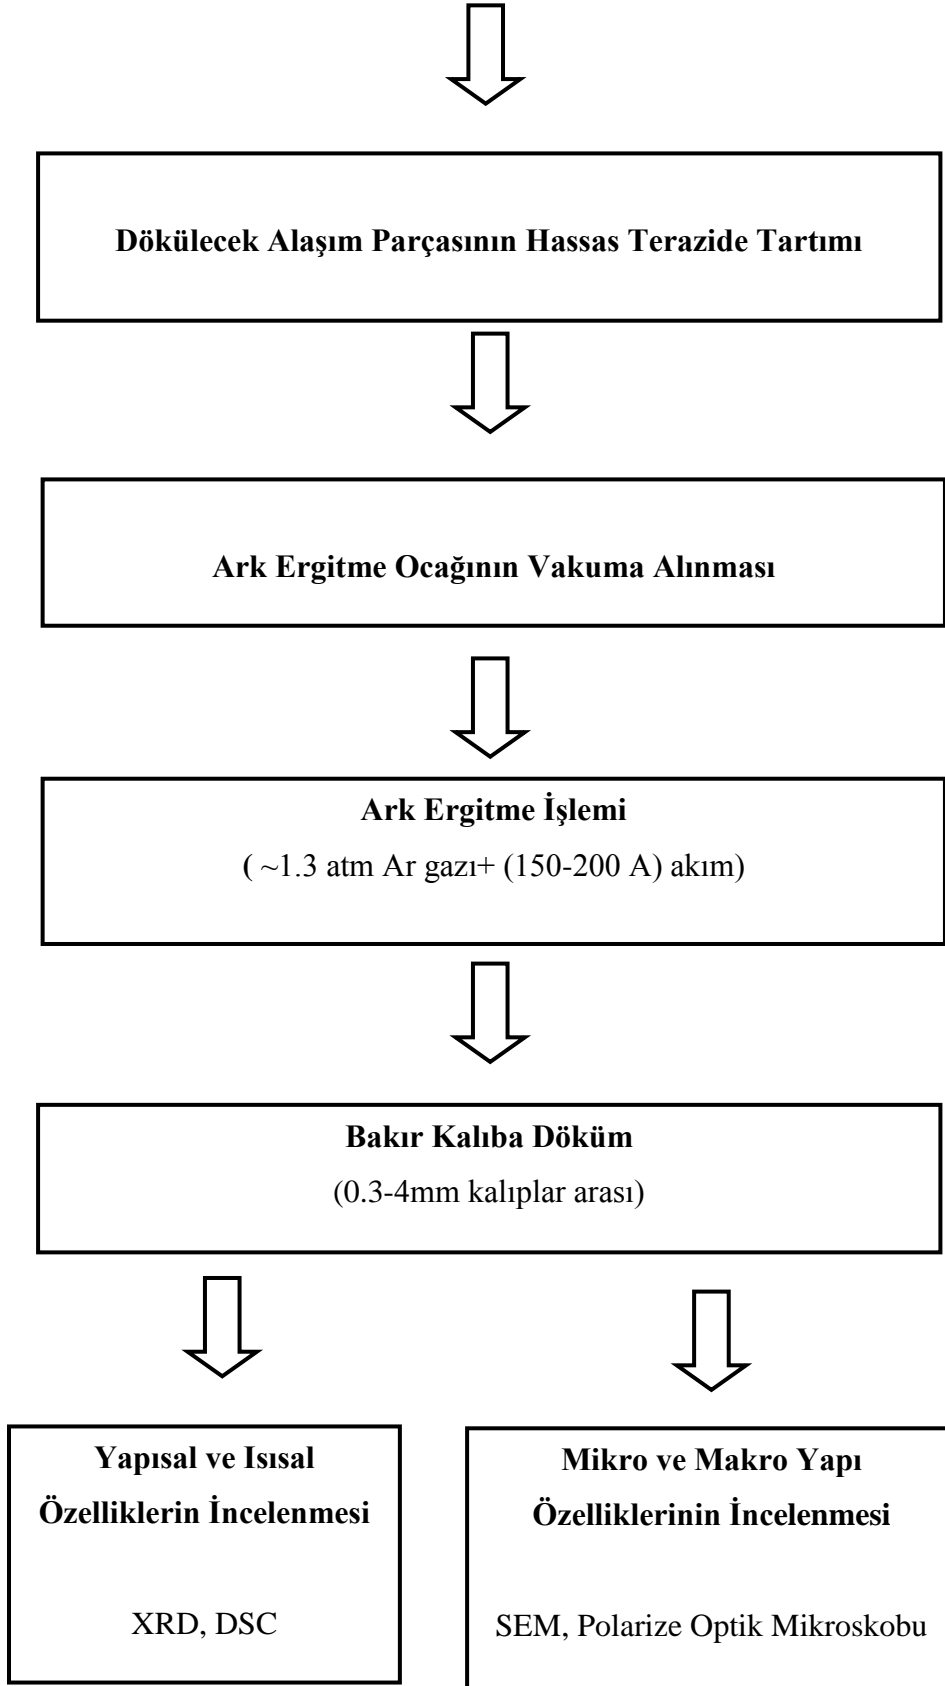 Dökülecek Alaşım Parçasının Hassas Terazide Tartımı
Ark Ergitme Ocağının Vakuma Alınması
Ark Ergitme İşlemi
( ~1.3 atm Ar gazı+ (150-200 A) akım)
Bakır Kalıba Döküm
(0.3-4mm kalıplar arası)
Yapısal ve Isısal
Özelliklerin İncelenmesi
XRD, DSC
Mikro ve Makro Yapı
Özelliklerinin İncelenmesi
SEM, Polarize Optik Mikroskobu